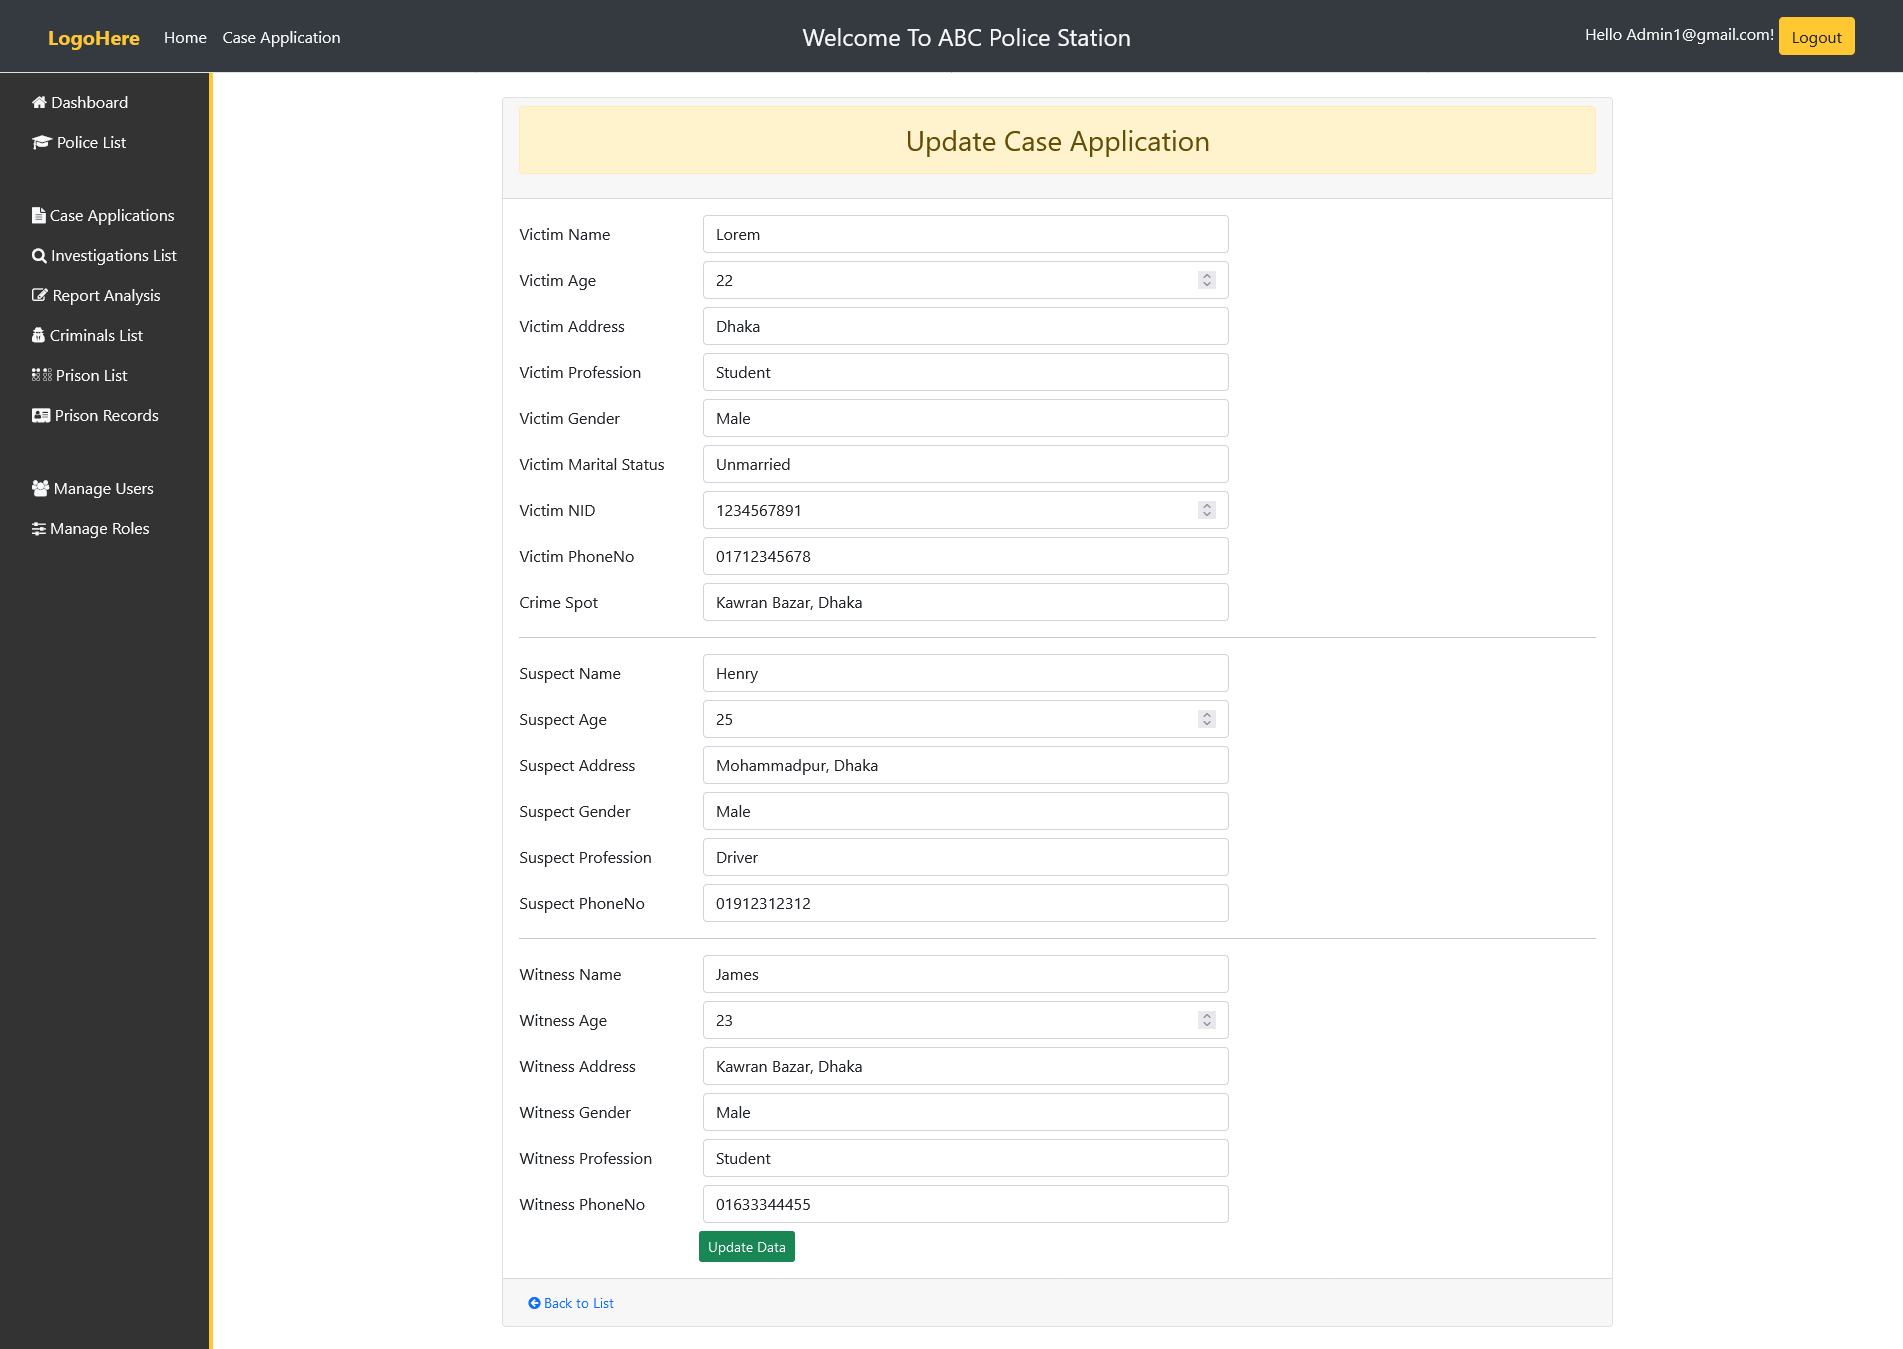 LogoHere Home Case Application Welcome To ABC Police Station Hello Admin1@gmail.com! Logout
Dashboard
Police List
Case Applications
Investigations List
Report Analysis
Criminals List
Prison List
Prison Records
Manage Users
Manage Roles
Update Case Application
Victim Name Lorem
Victim Age 22
Victim Address Dhaka
Victim Profession Student
Victim Gender Male
Victim Marital Status Unmarried
Victim NID 1234567891
Victim PhoneNo 01712345678
Crime Spot Kawran Bazar, Dhaka
Suspect Name Henry
Suspect Age 25
Suspect Address Mohammadpur, Dhaka
Suspect Gender Male
Suspect Profession Driver
Suspect PhoneNo 01912312312
Witness Name James
Witness Age 23
Witness Address Kawran Bazar, Dhaka
Witness Gender Male
Witness Profession Student
Witness PhoneNo 01633344455
Update Data
Back to List